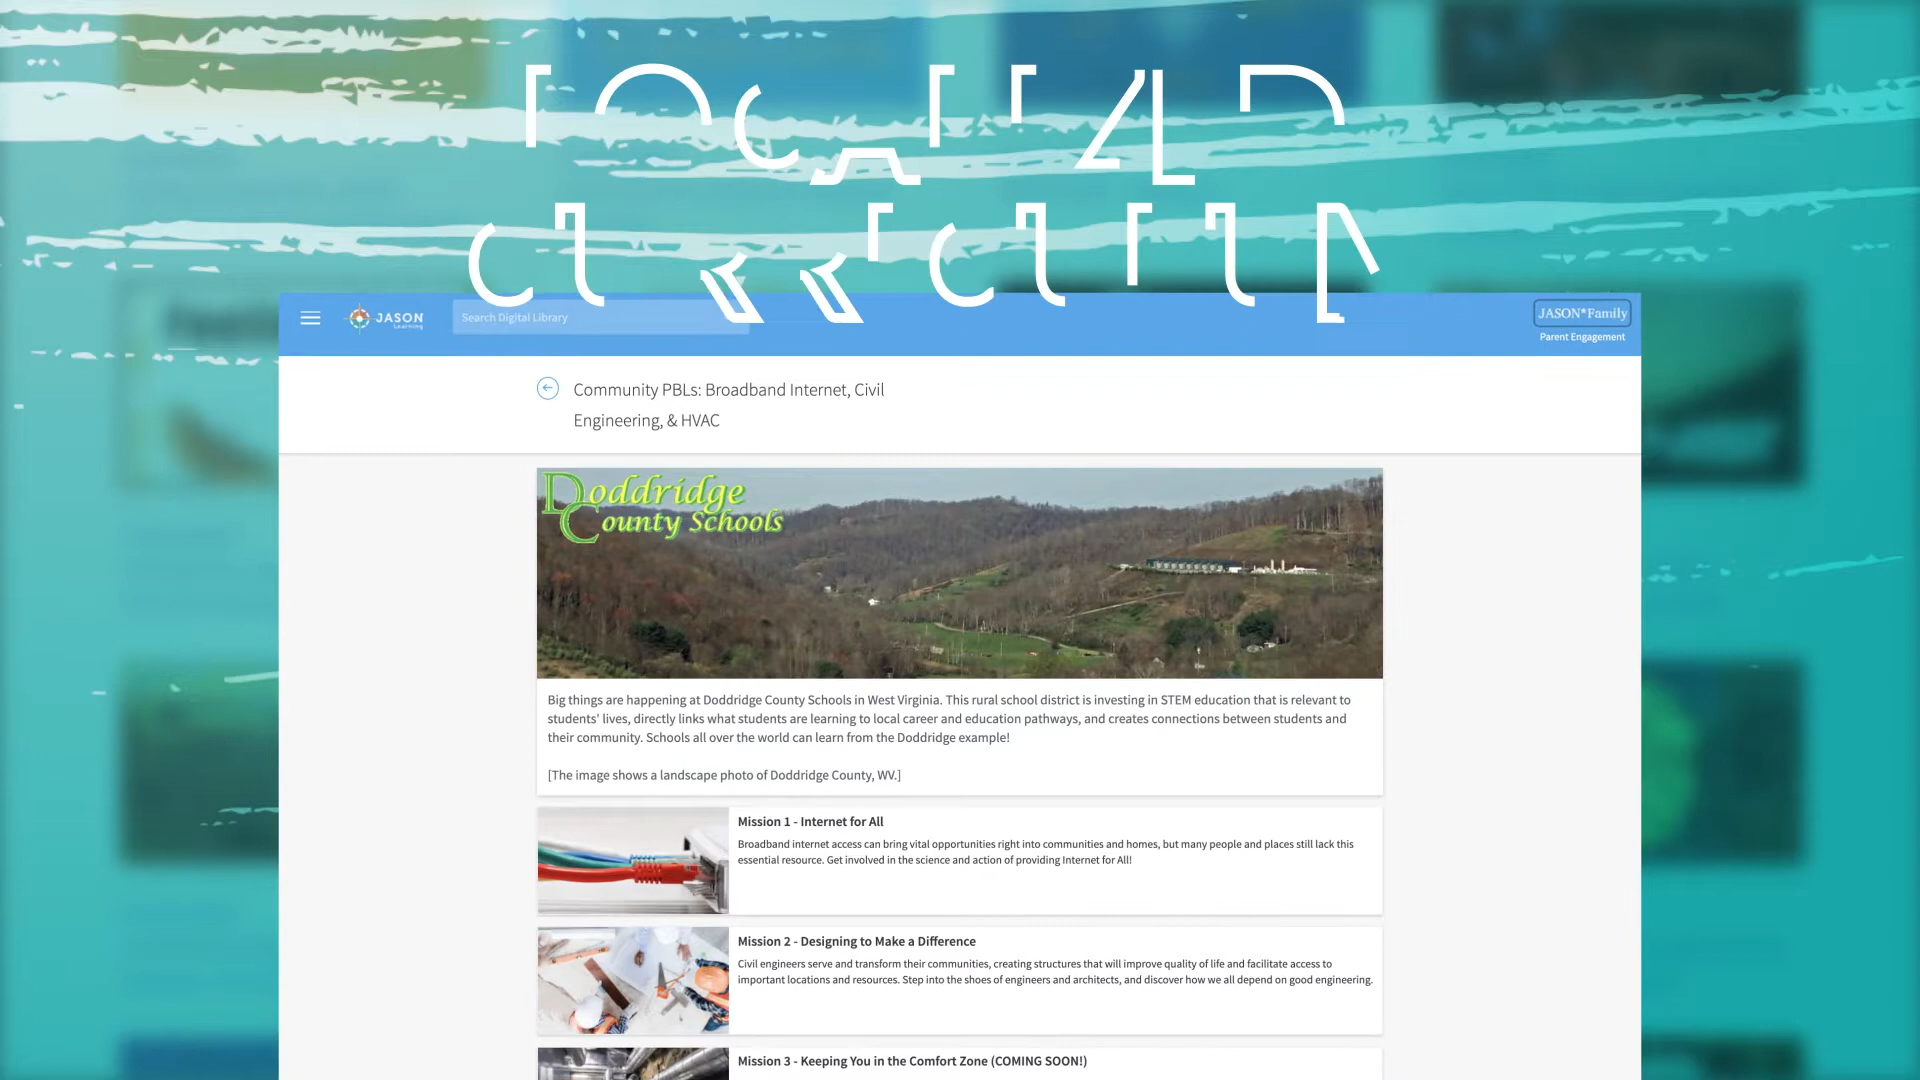 JASON
Learning
Search Digital Library
JASON*Family
Parent Engagement
Community PBLs: Broadband Internet, Civil
Engineering, & HVAC
Doddridge
County Schools
Big things are happening at Doddridge County Schools in West Virginia. This rural school district is investing in STEM education that is relevant to
students' lives, directly links what students are learning to local career and education pathways, and creates connections between students and
their community. Schools all over the world can learn from the Doddridge example!
[The image shows a landscape photo of Doddridge County, WV.]
Mission 1 - Internet for All
Broadband internet access can bring vital opportunities right into communities and homes, but many people and places still lack this
essential resource. Get involved in the science and action of providing Internet for All!
Mission 2 - Designing to Make a Difference
Civil engineers serve and transform their communities, creating structures that will improve quality of life and facilitate access to
important locations and resources. Step into the shoes of engineers and architects, and discover how we all depend on good engineering.
Mission 3 - Keeping You in the Comfort Zone (COMING SOON!)